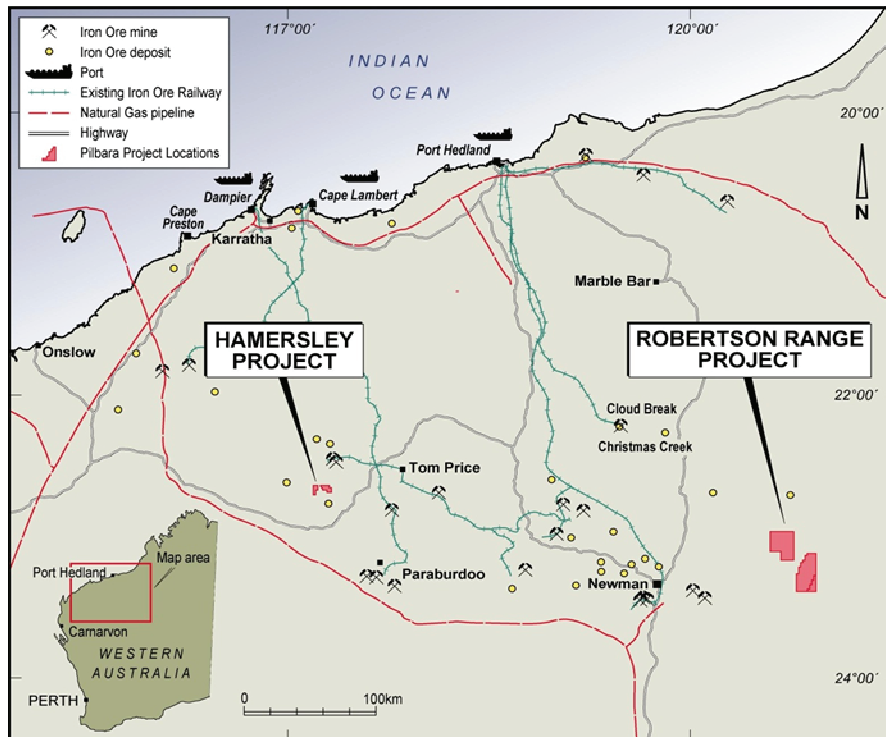 117°00´
120°00´
Iron Ore mine
Iron Ore deposit
Port
Existing Iron Ore Railway
Natural Gas pipeline
Highway
Pilbara Project Locations
INDIAN
OCEAN
20°00´
Port Hedland
Dampier
Cape Lambert
Cape
Preston
Karratha
N
Marble Bar
HAMERSLEY
PROJECT
ROBERTSON RANGE
PROJECT
Onslow
22°00´
Cloud Break
Christmas Creek
Tom Price
Paraburdoo
Newman
Map area
Port Hedland
Carnarvon
WESTERN
AUSTRALIA
PERTH
24°00´
0
100km